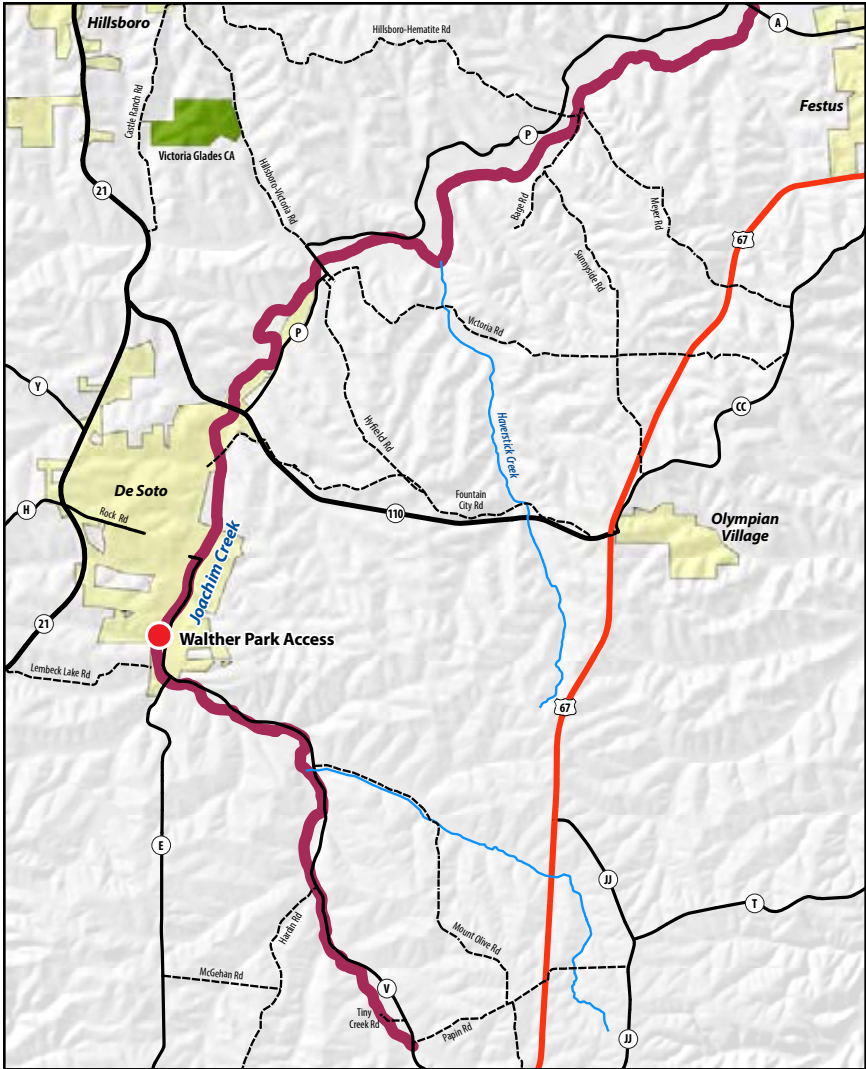 Hillsboro
Hillsboro-Hematite Rd
A
Castle Ranch Rd
Festus
P
Victoria Glades CA
Hillsboro-Victoria Rd
21
Bage Rd
Meyer Rd
67
Sunnyside Rd
P
Victoria Rd
Y
CC
Hyfield Rd
Haverstick Creek
De Soto
Fountain
City Rd
H
Rock Rd
110
Olympian
Village
Joachim Creek
21
Walther Park Access
Lembeck Lake Rd
67
E
JJ
T
Hardin Rd
Mount Olive Rd
McGehan Rd
V
Tiny
Creek Rd
Papin Rd
JJ